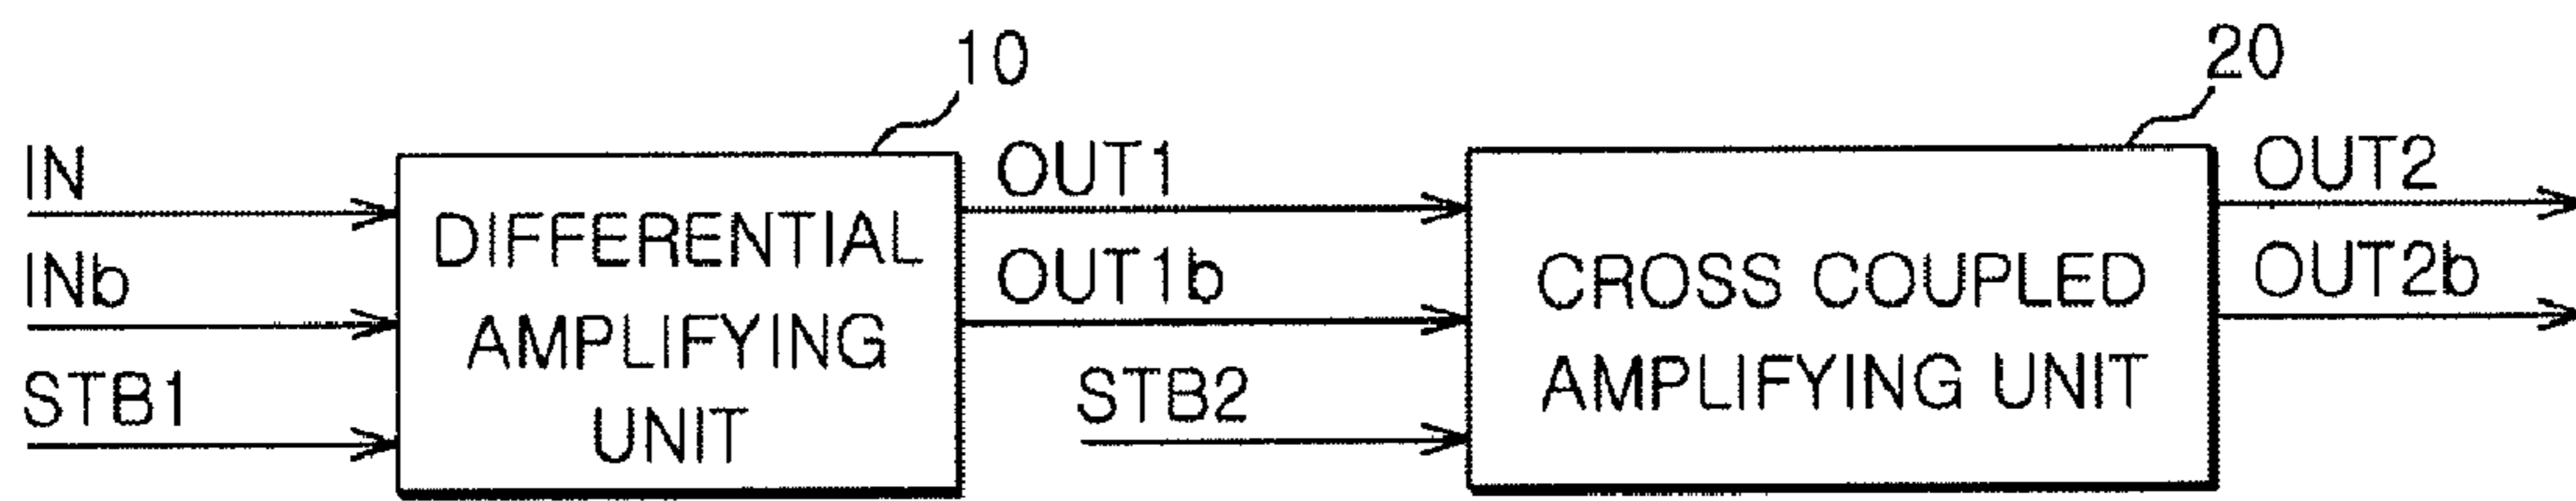 10
20
IN
INb
STB1
DIFFERENTIAL
AMPLIFYING
UNIT
OUT1
OUT1b
STB2
CROSS COUPLED
AMPLIFYING UNIT
OUT2
OUT2b